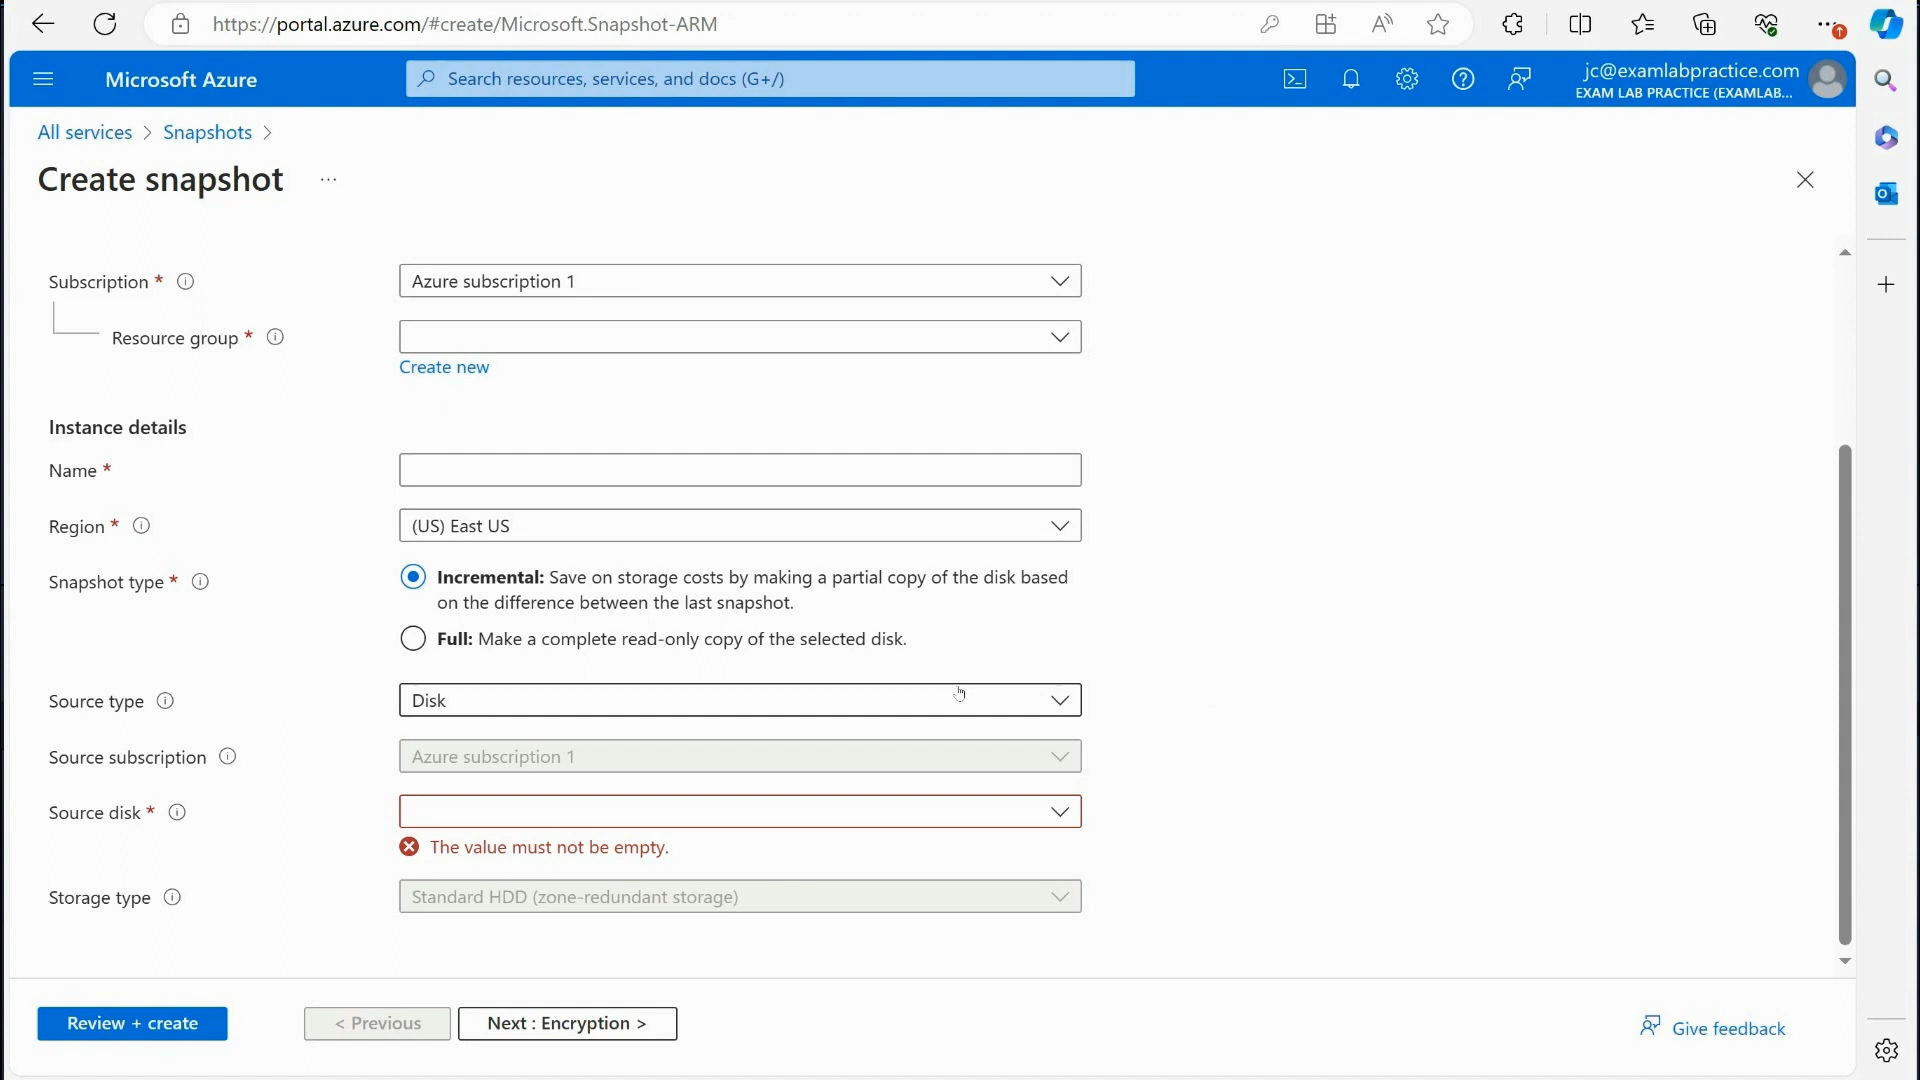 https://portal.azure.com/#create/Microsoft.Snapshot-ARM
Microsoft Azure
Search resources, services, and docs (G+/)
jc@examlabpractice.com
EXAM LAB PRACTICE (EXAMLAB...
All services > Snapshots >
Create snapshot ...
Subscription *
Azure subscription 1
Resource group *
Create new
Instance details
Name *
Region *
(US) East US
Snapshot type *
Incremental: Save on storage costs by making a partial copy of the disk based
on the difference between the last snapshot.
Full: Make a complete read-only copy of the selected disk.
Source type
Disk
Source subscription
Azure subscription 1
Source disk *
The value must not be empty.
Storage type
Standard HDD (zone-redundant storage)
Review + create
< Previous
Next : Encryption >
Give feedback